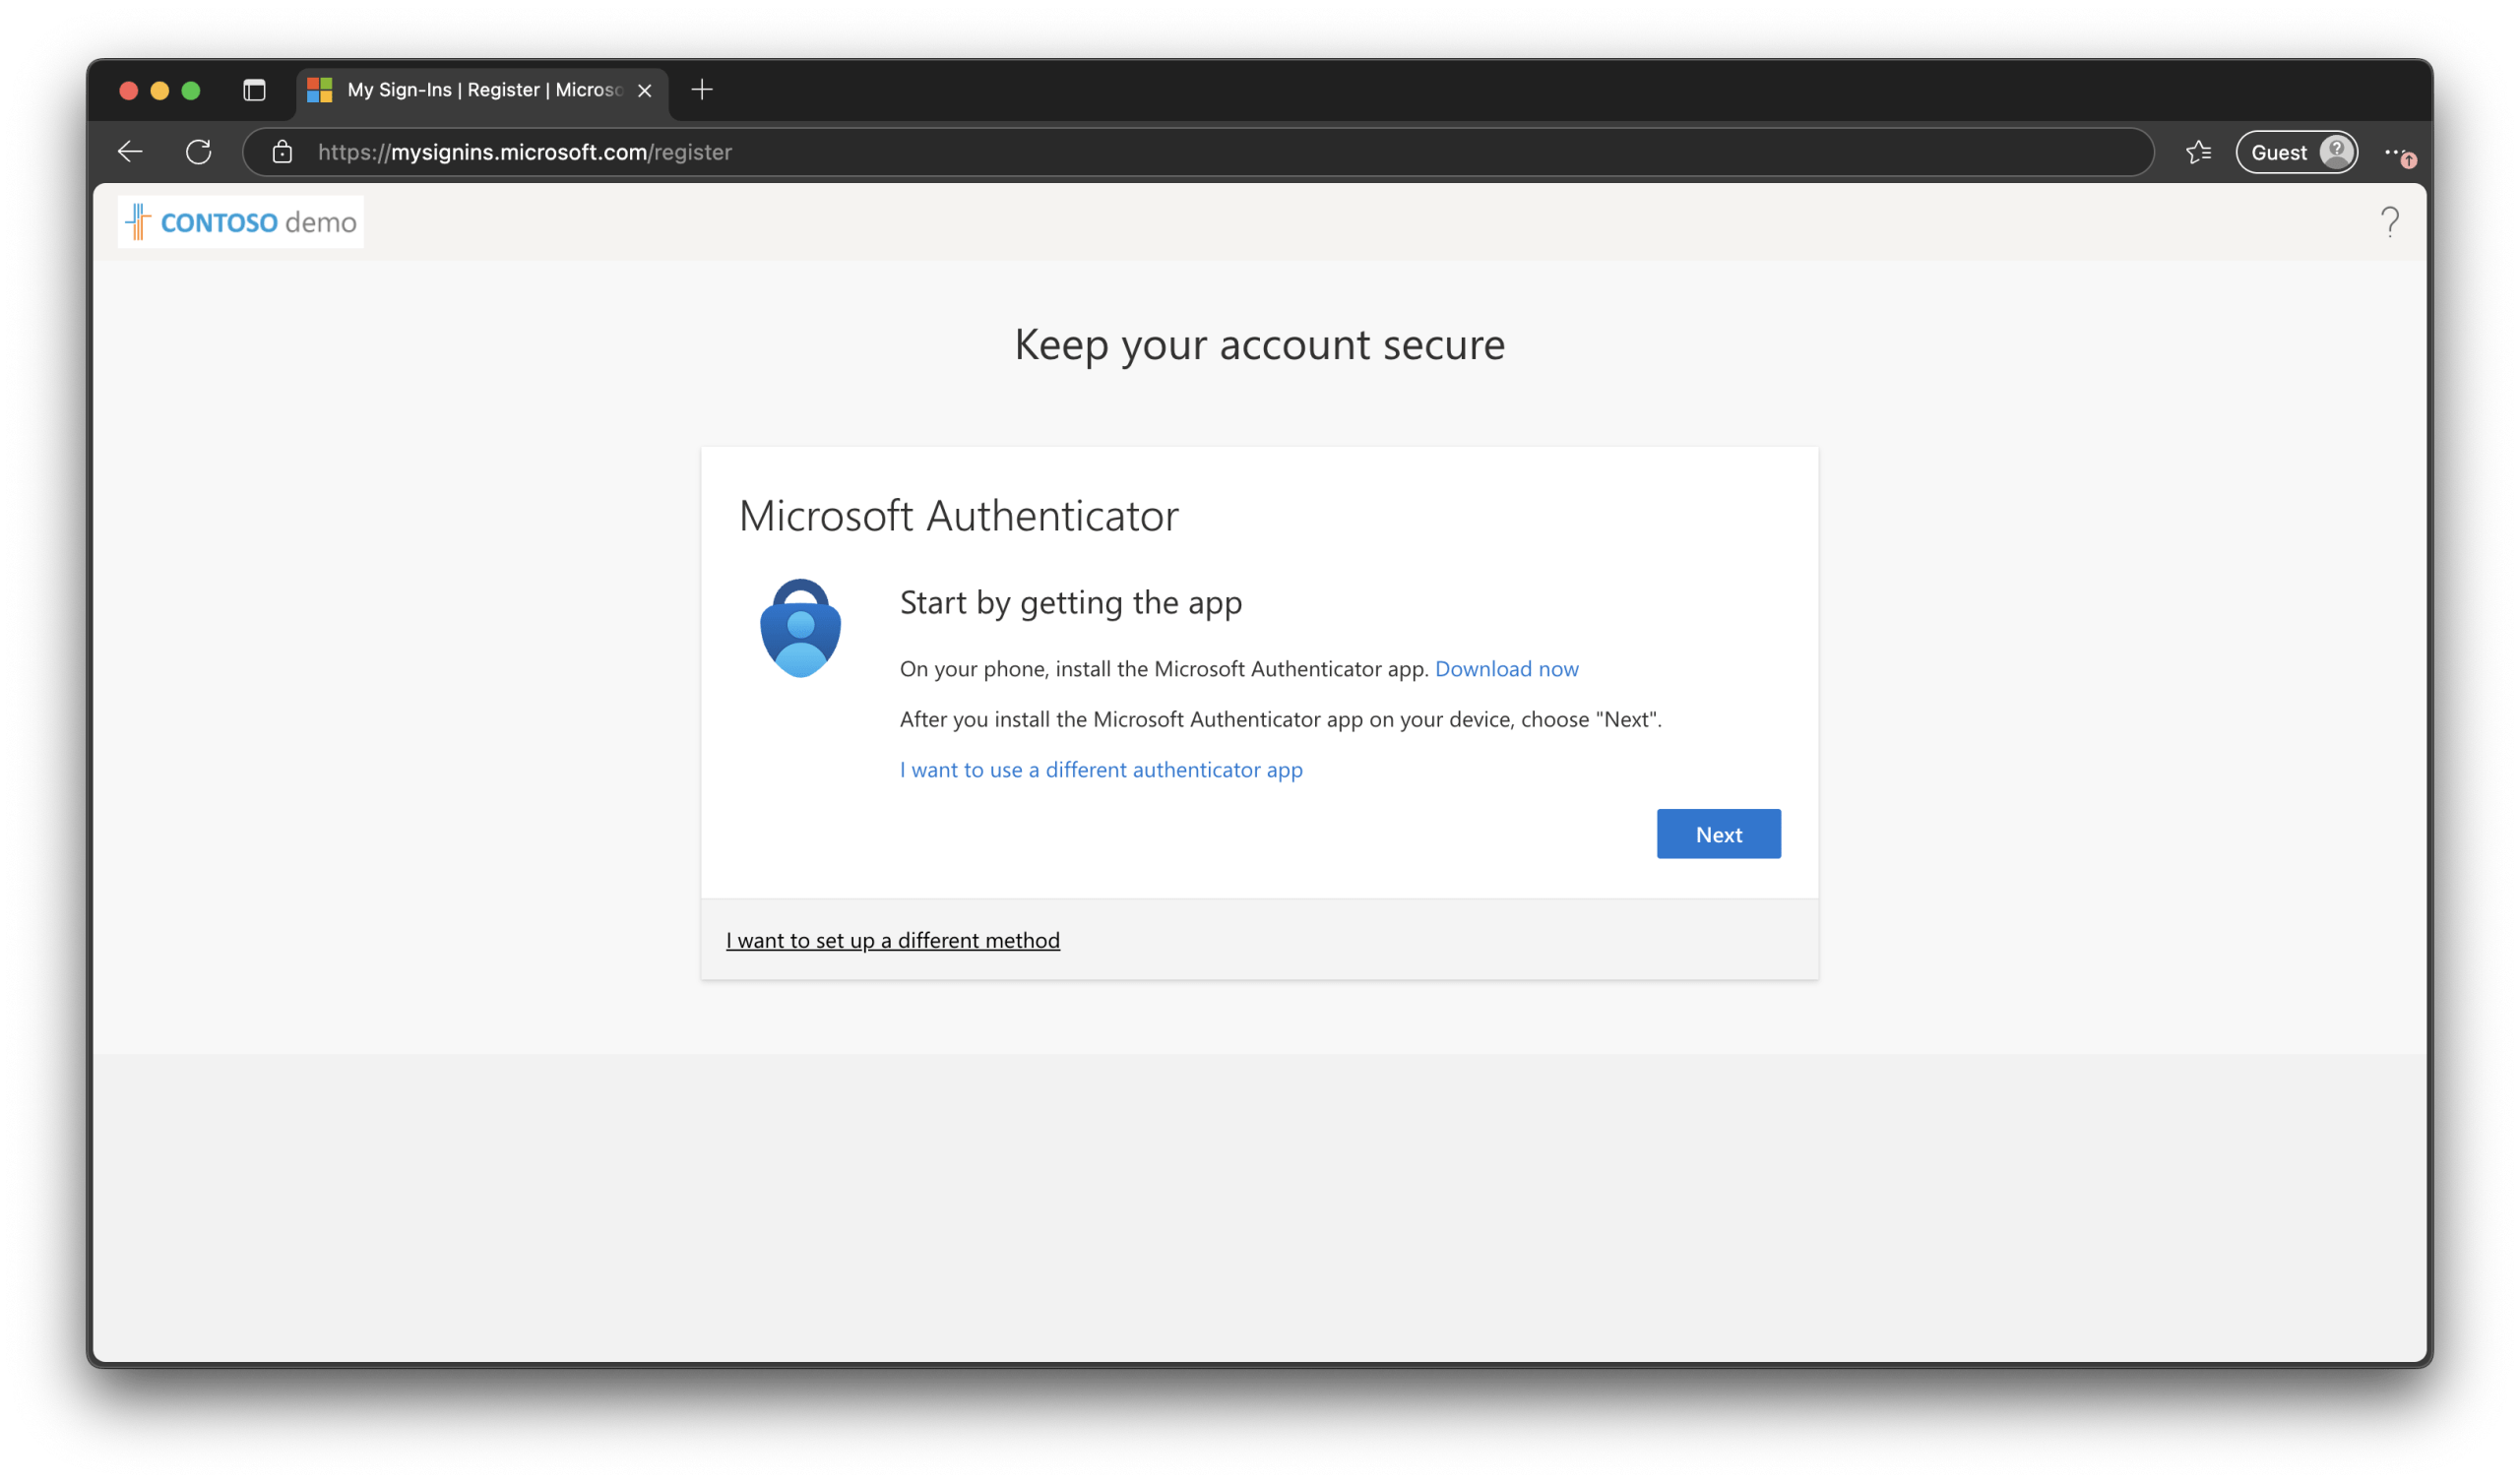 My Sign-Ins | Register | Micros
https://mysignins.microsoft.com/register
Guest
CONTOSO demo
?
Keep your account secure
Microsoft Authenticator
Start by getting the app
On your phone, install the Microsoft Authenticator app. Download now
After you install the Microsoft Authenticator app on your device, choose "Next".
I want to use a different authenticator app
Next
I want to set up a different method